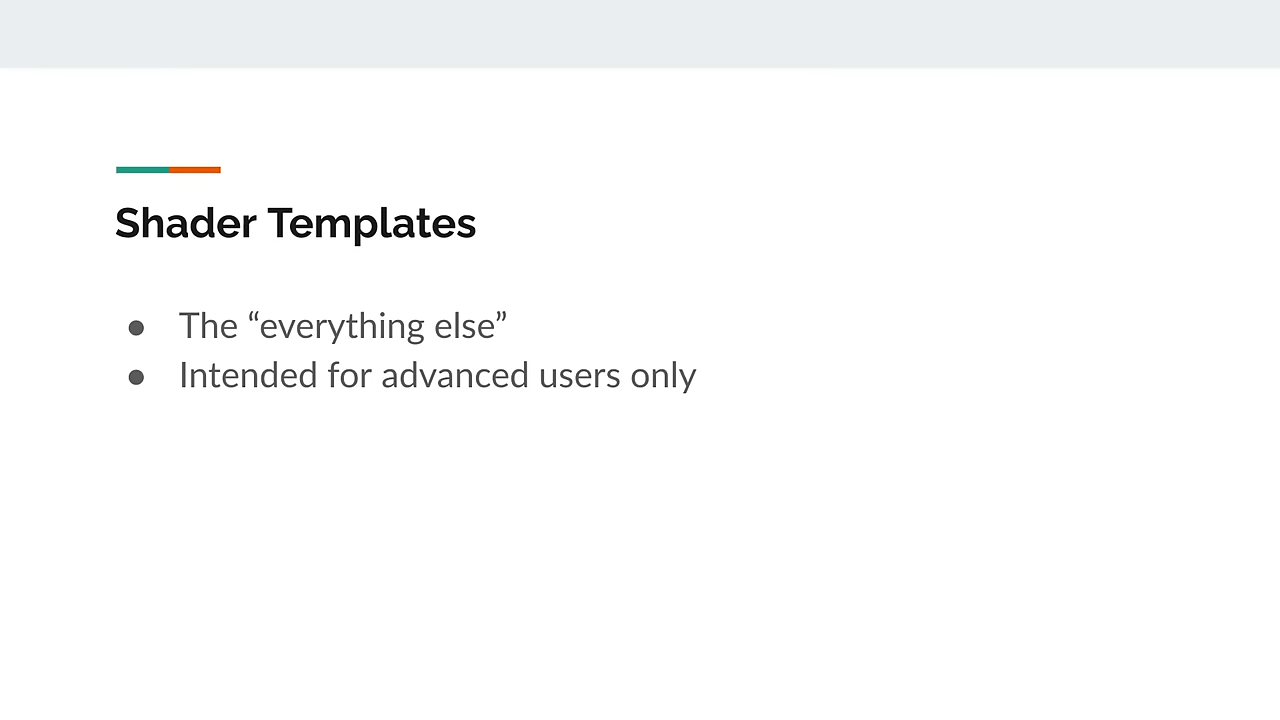 Shader Templates
● The “everything else”
● Intended for advanced users only